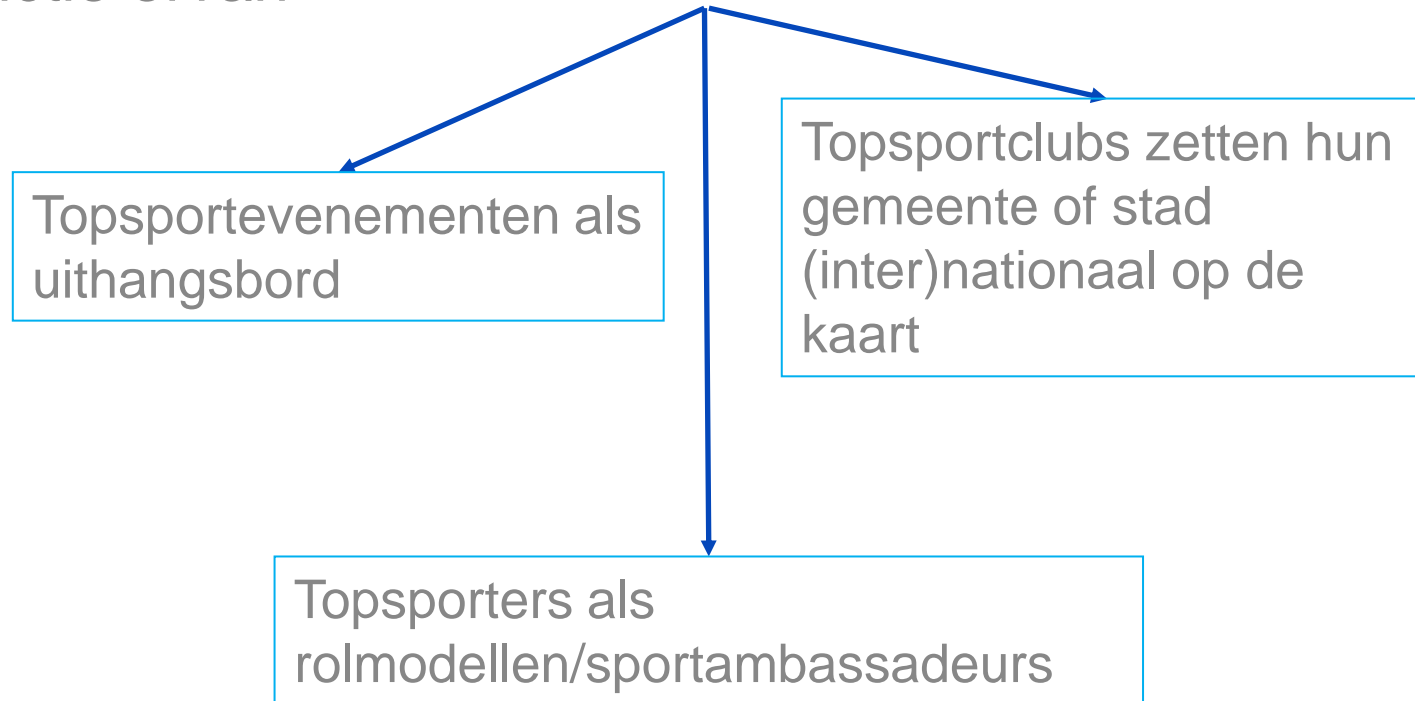 Topsportevenementen als
uithangsbord
Topsportclubs zetten hun
gemeente of stad
(inter)nationaal op de
kaart
Topsporters als
rolmodellen/sportambassadeurs